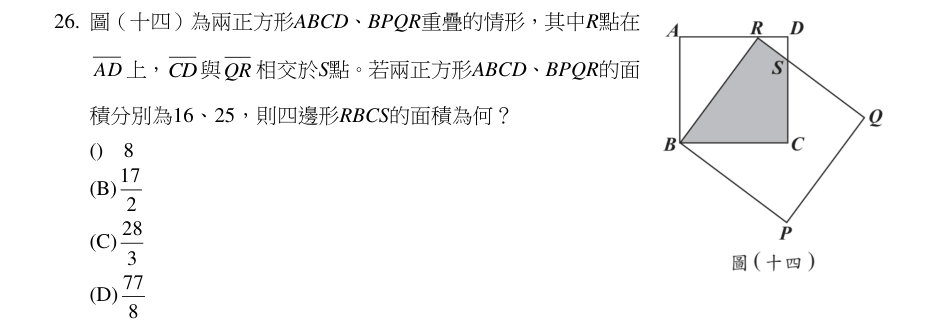 26. 圖(十四)為兩正方形ABCD、BPQR重疊的情形,其中R點在
AD上,CD與QR相交於S點。若兩正方形ABCD、BPQR的面
積分別為16、25,則四邊形RBCS的面積為何?
() 8
(B) 17/2
(C) 28/3
(D) 77/8
A
R
D
S
Q
B
C
P
圖(十四)